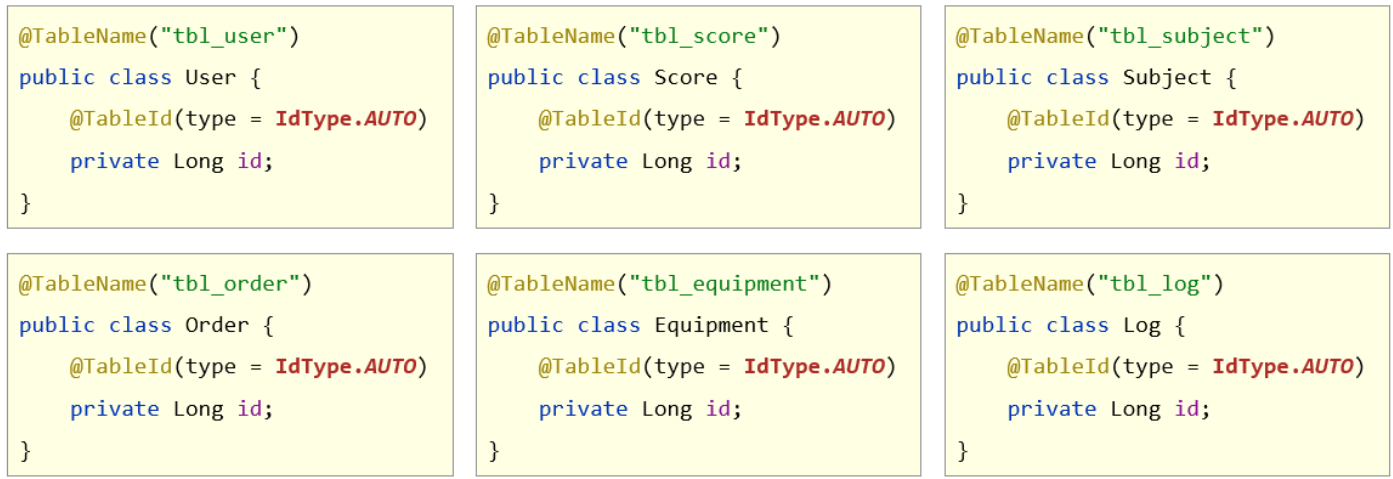 @TableName("tbl_user")
public class User {
    @TableId(type = IdType.AUTO)
    private Long id;
}
@TableName("tbl_score")
public class Score {
    @TableId(type = IdType.AUTO)
    private Long id;
}
@TableName("tbl_subject")
public class Subject {
    @TableId(type = IdType.AUTO)
    private Long id;
}
@TableName("tbl_order")
public class Order {
    @TableId(type = IdType.AUTO)
    private Long id;
}
@TableName("tbl_equipment")
public class Equipment {
    @TableId(type = IdType.AUTO)
    private Long id;
}
@TableName("tbl_log")
public class Log {
    @TableId(type = IdType.AUTO)
    private Long id;
}